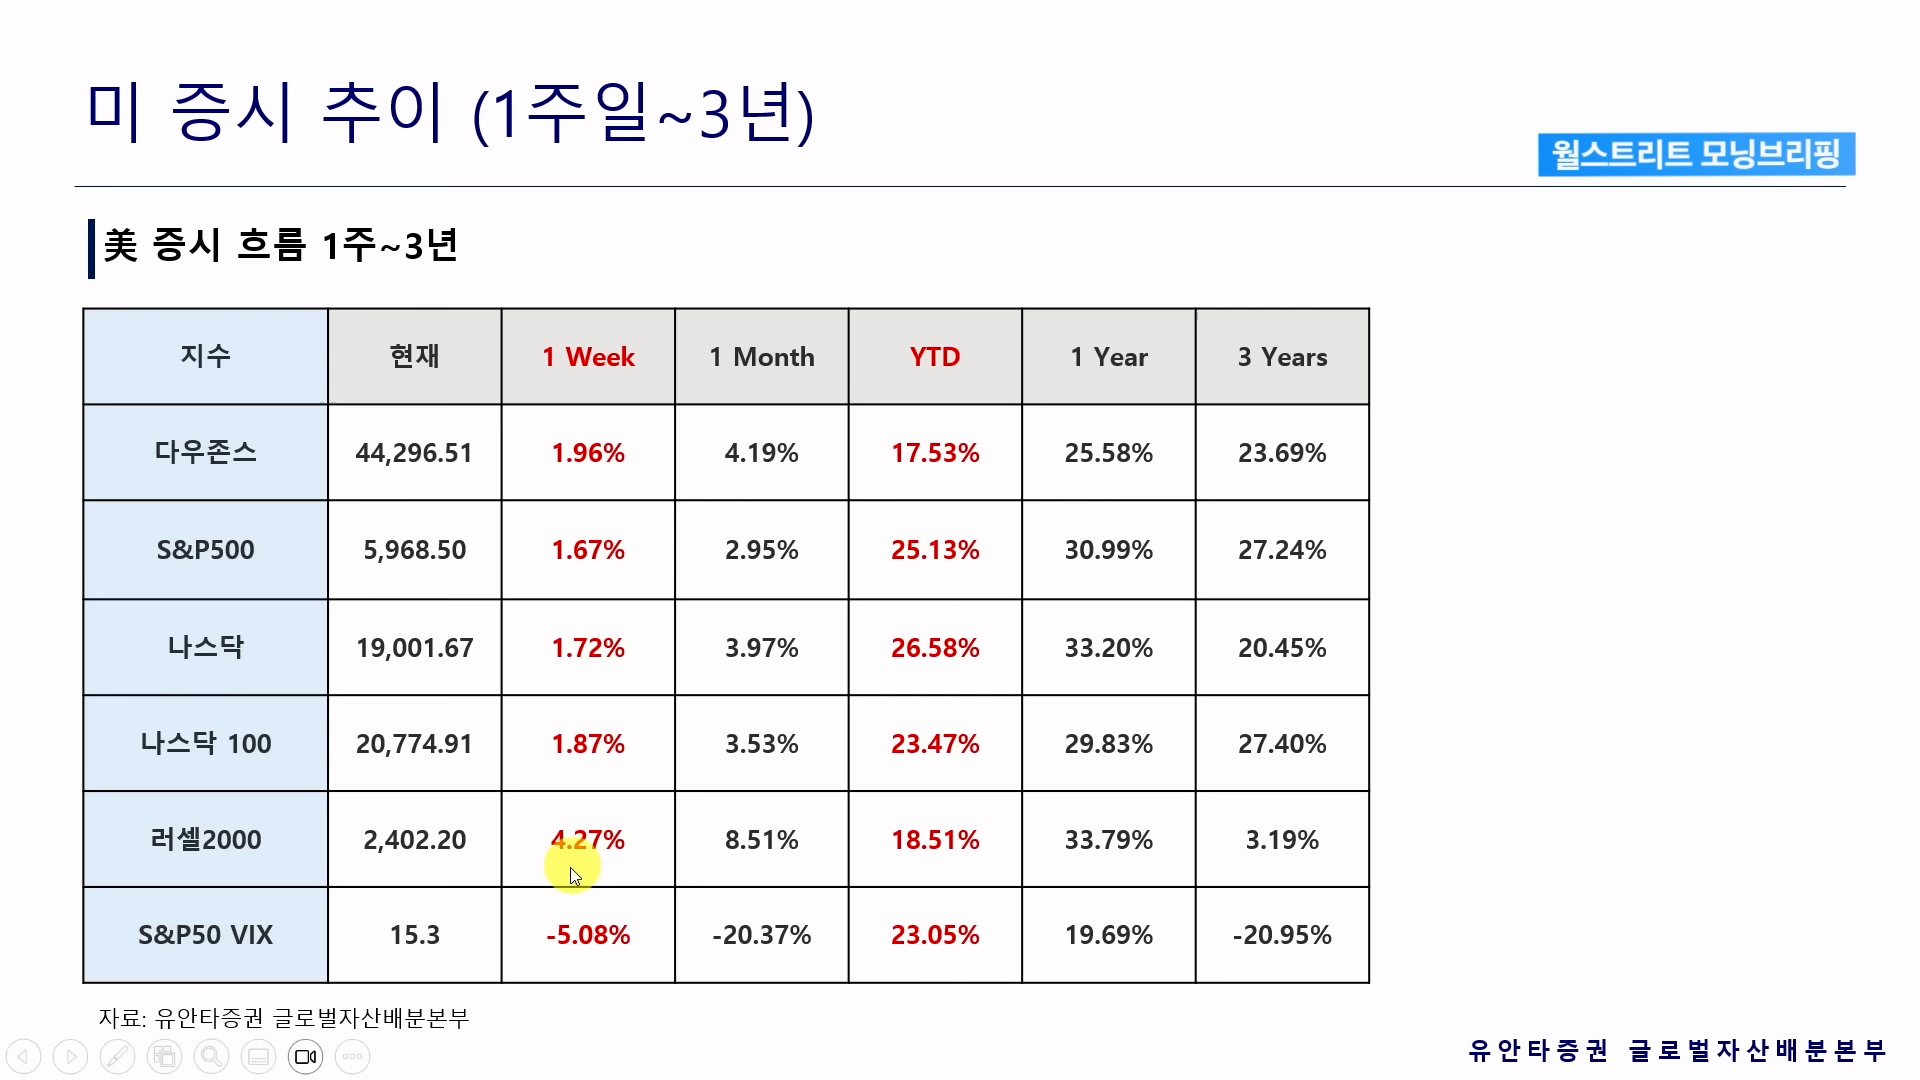 미 증시 추이 (1주일~3년)
월스트리트 모닝브리핑
美 증시 흐름 1주~3년
지수 현재 1 Week 1 Month YTD 1 Year 3 Years
다우존스 44,296.51 1.96% 4.19% 17.53% 25.58% 23.69%
S&P500 5,968.50 1.67% 2.95% 25.13% 30.99% 27.24%
나스닥 19,001.67 1.72% 3.97% 26.58% 33.20% 20.45%
나스닥 100 20,774.91 1.87% 3.53% 23.47% 29.83% 27.40%
러셀2000 2,402.20 4.27% 8.51% 18.51% 33.79% 3.19%
S&P50 VIX 15.3 -5.08% -20.37% 23.05% 19.69% -20.95%
자료: 유안타증권 글로벌자산배분본부
유안타증권 글로벌자산배분본부